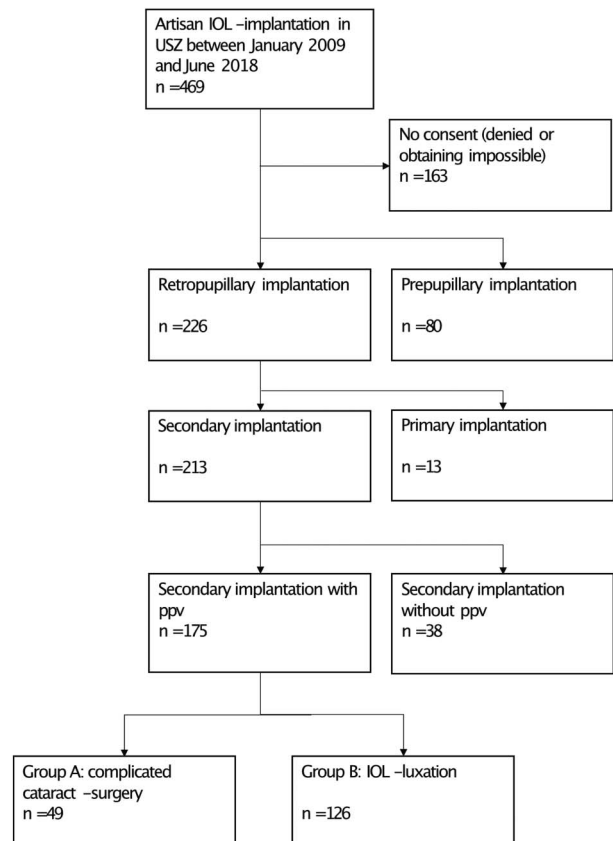 Artisan IOL –implantation in
USZ between January 2009
and June 2018
n =469
No consent (denied or
obtaining impossible)
n =163
Retropupillary implantation
n =226
Prepupillary implantation
n =80
Secondary implantation
n =213
Primary implantation
n =13
Secondary implantation with
ppv
n =175
Secondary implantation
without ppv
n =38
Group A: complicated
cataract –surgery
n =49
Group B: IOL –luxation
n =126